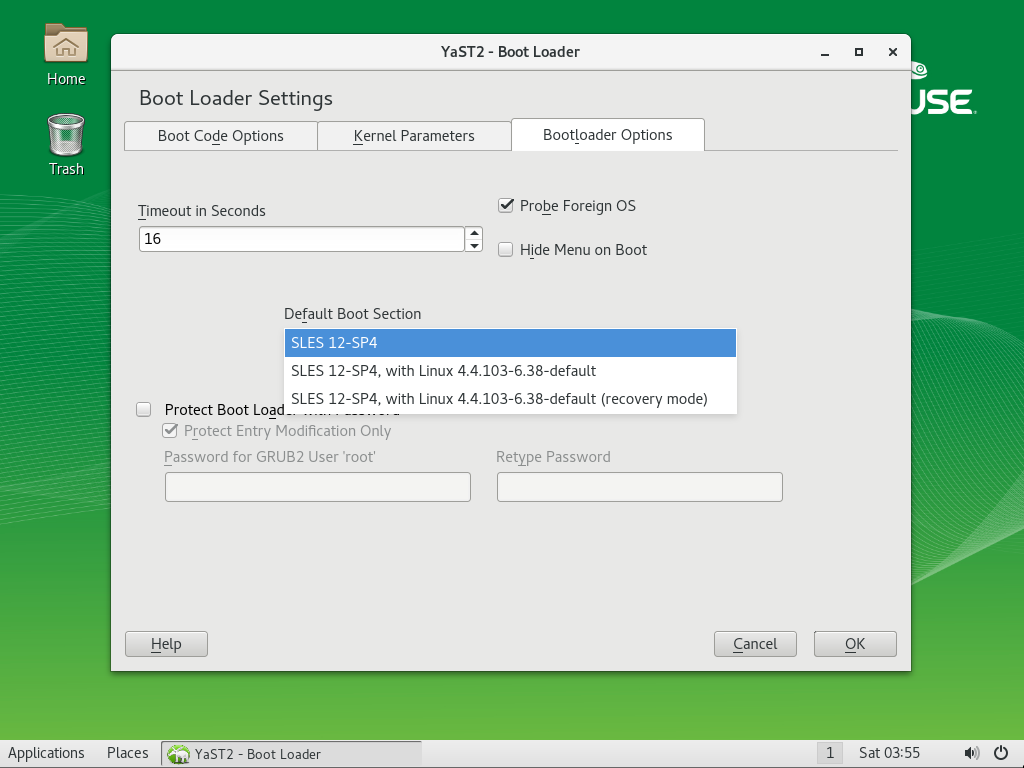 Home
Trash
YaST2 - Boot Loader
USE
Boot Loader Settings
Boot Code Options
Kernel Parameters
Bootloader Options
Timeout in Seconds
16
Probe Foreign OS
Hide Menu on Boot
Default Boot Section
SLES 12-SP4
SLES 12-SP4, with Linux 4.4.103-6.38-default
SLES 12-SP4, with Linux 4.4.103-6.38-default (recovery mode)
Protect Boot Loader with Password
Protect Entry Modification Only
Password for GRUB2 User 'root'
Retype Password
Help
Cancel
OK
Applications
Places
YaST2 - Boot Loader
1
Sat 03:55